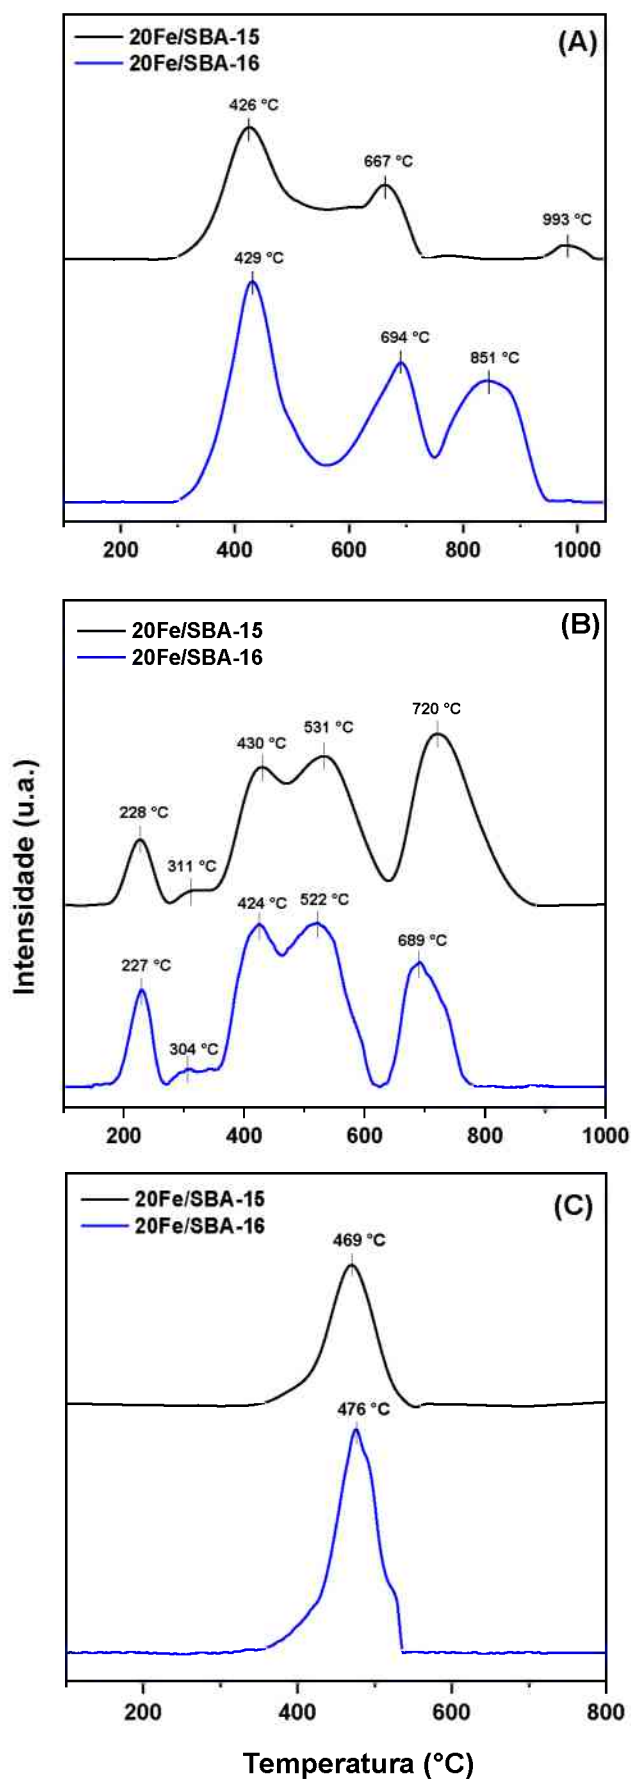 20Fe/SBA-15
(A)
20Fe/SBA-16
426 °C
667 °C
993 °C
429 °C
694 °C
851 °C
200 400 600 800 1000
20Fe/SBA-15
(B)
20Fe/SBA-16
720 °C
531 °C
430 °C
228 °C
311 °C
424 °C 522 °C
689 °C
227 °C
304 °C
200 400 600 800 1000
Intensidade (u.a.)
20Fe/SBA-15
(C)
20Fe/SBA-16
469 °C
476 °C
200 400 600 800
Temperatura (°C)